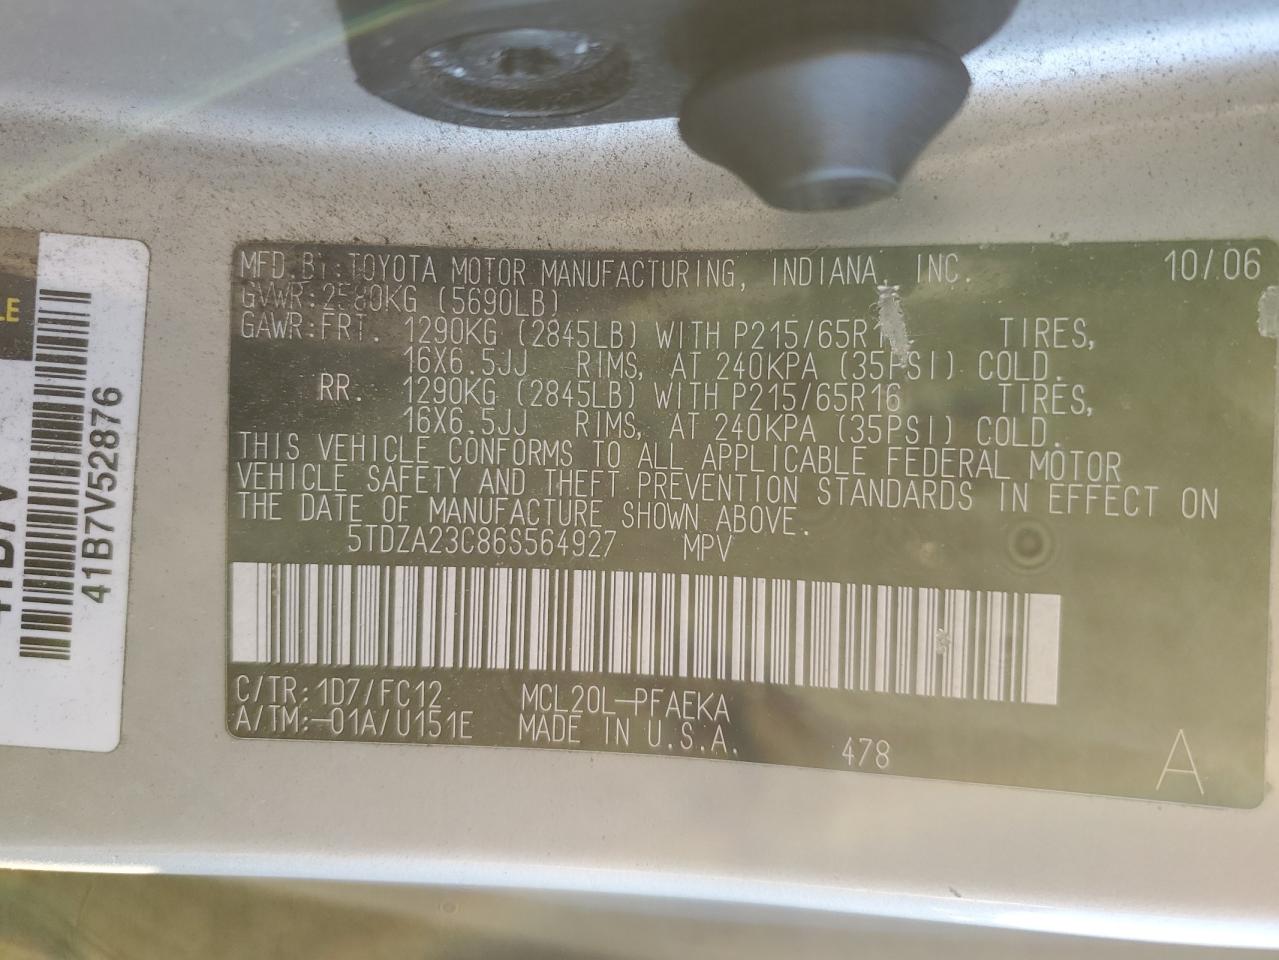 MFD.BY:TOYOTA MOTOR MANUFACTURING, INDIANA, INC. 10/06
GVWR:2580KG (5690LB)
GAWR:FRT. 1290KG (2845LB) WITH P215/65R16 TIRES,
16X6.5JJ RIMS, AT 240KPA (35PSI) COLD.
RR. 1290KG (2845LB) WITH P215/65R16 TIRES,
16X6.5JJ RIMS, AT 240KPA (35PSI) COLD.
THIS VEHICLE CONFORMS TO ALL APPLICABLE FEDERAL MOTOR
VEHICLE SAFETY AND THEFT PREVENTION STANDARDS IN EFFECT ON
THE DATE OF MANUFACTURE SHOWN ABOVE.
5TDZA23C86S564927 MPV
C/TR:1D7/FC12 MCL20L-PFAEKA
A/TM:-01A/U151E MADE IN U.S.A. 478 A
41B7V52876